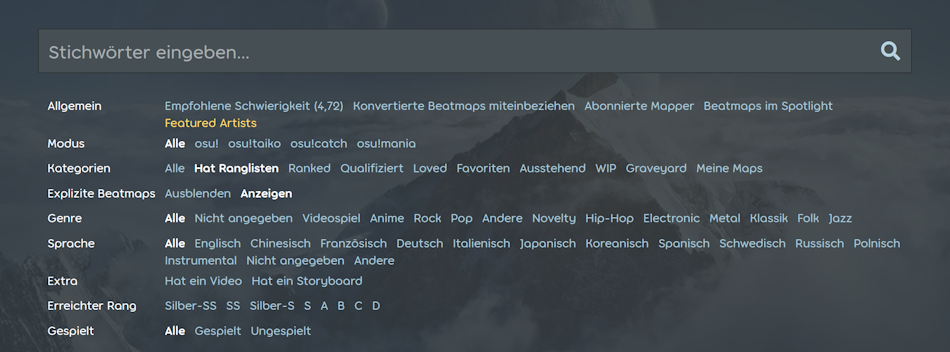 Stichwörter eingeben...
Allgemein Empfohlene Schwierigkeit (4,72) Konvertierte Beatmaps miteinbeziehen Abonnierte Mapper Beatmaps im Spotlight
Featured Artists
Modus Alle osu! osu!taiko osu!catch osu!mania
Kategorien Alle Hat Ranglisten Ranked Qualifiziert Loved Favoriten Ausstehend WIP Graveyard Meine Maps
Explizite Beatmaps Ausblenden Anzeigen
Genre Alle Nicht angegeben Videospiel Anime Rock Pop Andere Novelty Hip-Hop Electronic Metal Klassik Folk Jazz
Sprache Alle Englisch Chinesisch Französisch Deutsch Italienisch Japanisch Koreanisch Spanisch Schwedisch Russisch Polnisch
Instrumental Nicht angegeben Andere
Extra Hat ein Video Hat ein Storyboard
Erreichter Rang Silber-SS SS Silber-S S A B C D
Gespielt Alle Gespielt Ungespielt